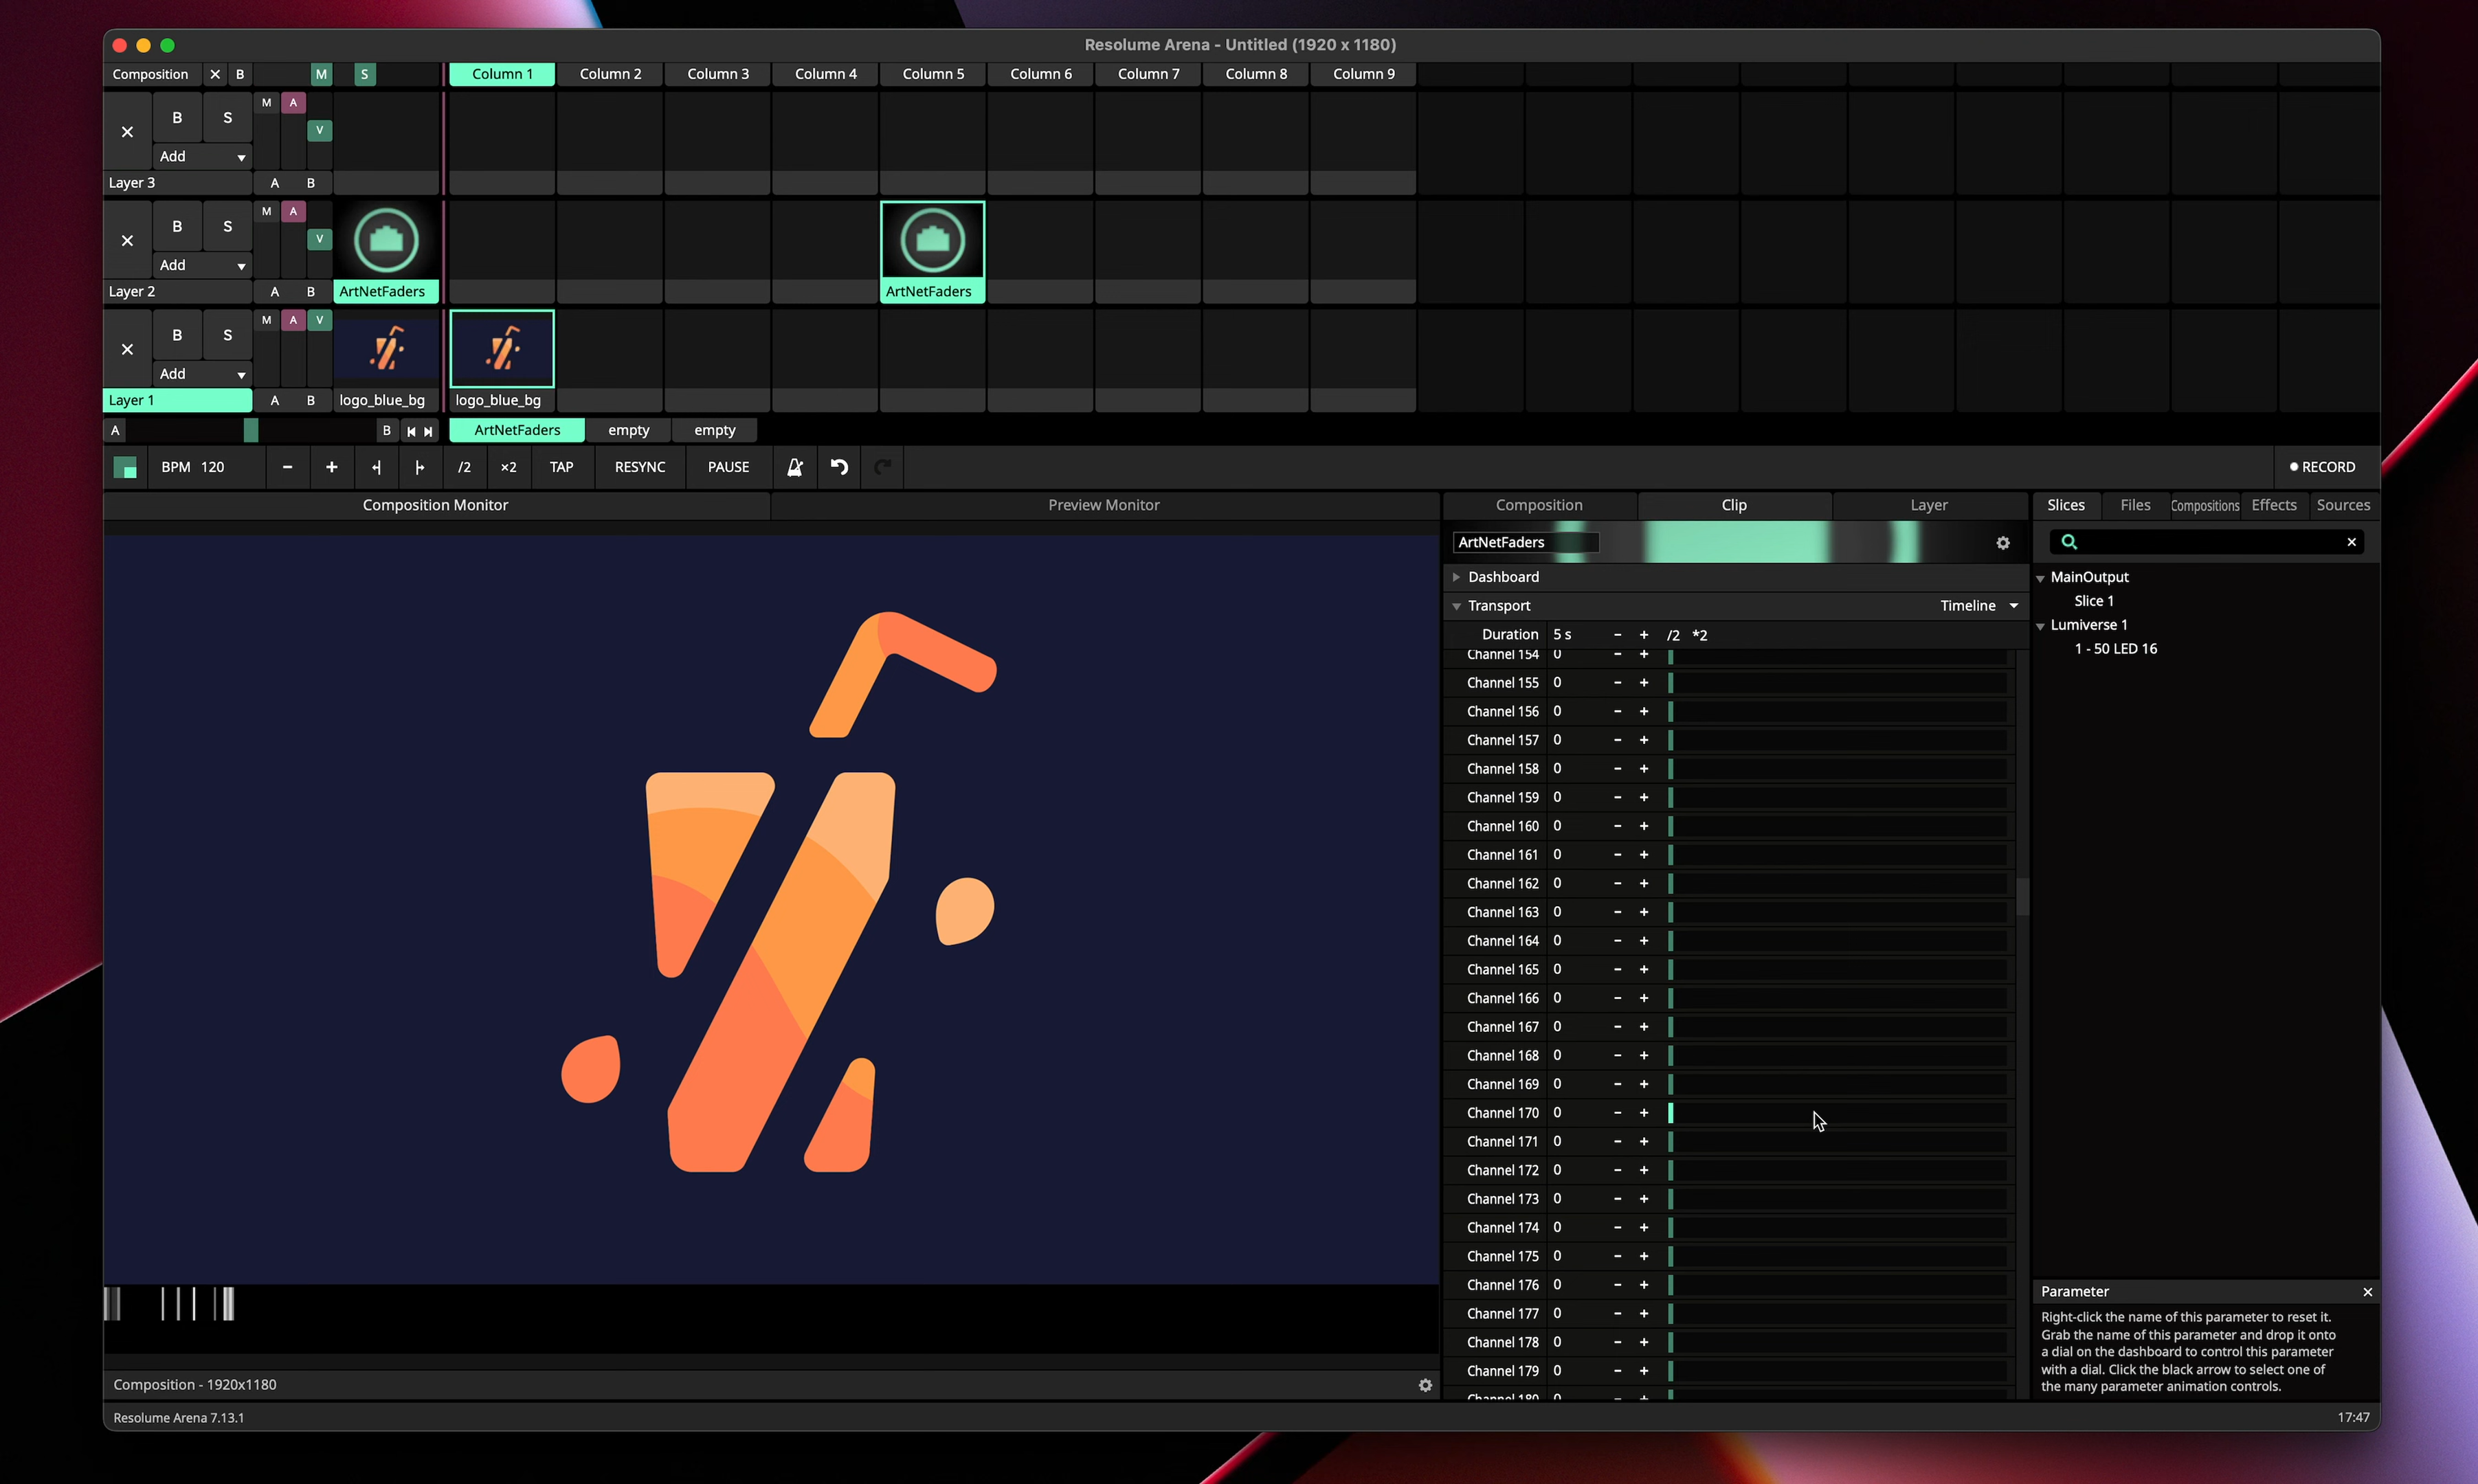 Resolume Arena - Untitled (1920 x 1180)
Composition B M S Column 1 Column 2 Column 3 Column 4 Column 5 Column 6 Column 7 Column 8 Column 9
B S M A V
Add
Layer 3 A B
B S M A V
Add
Layer 2 A B ArtNetFaders ArtNetFaders
B S M A V
Add
Layer 1 A B logo_blue_bg logo_blue_bg
A B ArtNetFaders empty empty
BPM 120 - + /2 ×2 TAP RESYNC PAUSE RECORD
Composition Monitor Preview Monitor
Composition Clip Layer
ArtNetFaders
Dashboard
Transport Timeline
Duration 5 s - + /2 *2
Channel 154 0 - +
Channel 155 0 - +
Channel 156 0 - +
Channel 157 0 - +
Channel 158 0 - +
Channel 159 0 - +
Channel 160 0 - +
Channel 161 0 - +
Channel 162 0 - +
Channel 163 0 - +
Channel 164 0 - +
Channel 165 0 - +
Channel 166 0 - +
Channel 167 0 - +
Channel 168 0 - +
Channel 169 0 - +
Channel 170 0 - +
Channel 171 0 - +
Channel 172 0 - +
Channel 173 0 - +
Channel 174 0 - +
Channel 175 0 - +
Channel 176 0 - +
Channel 177 0 - +
Channel 178 0 - +
Channel 179 0 - +
Channel 180
Slices Files Compositions Effects Sources
MainOutput
Slice 1
Lumiverse 1
1 - 50 LED 16
Parameter
Right-click the name of this parameter to reset it.
Grab the name of this parameter and drop it onto
a dial on the dashboard to control this parameter
with a dial. Click the black arrow to select one of
the many parameter animation controls.
Composition - 1920x1180
Resolume Arena 7.13.1
17:47